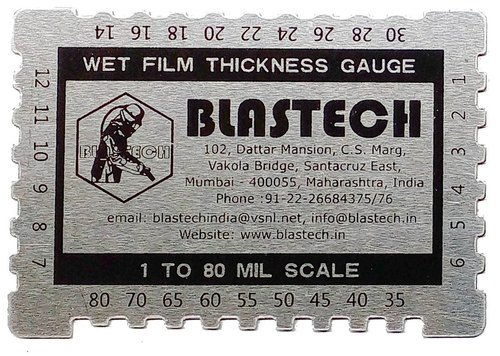 14 16 18 20 22 24 26 28 30
WET FILM THICKNESS GAUGE
12 11 10 9 8 7
BLASTECH
BLASTECH
102, Dattar Mansion, C.S. Marg,
Vakola Bridge, Santacruz East,
Mumbai - 400055, Maharashtra, India
Phone :91-22-26684375/76
email: blastechindia@vsnl.net, info@blastech.in
Website: www.blastech.in
1 2 3 4 5 6
1 TO 80 MIL SCALE
80 70 65 60 55 50 45 40 35